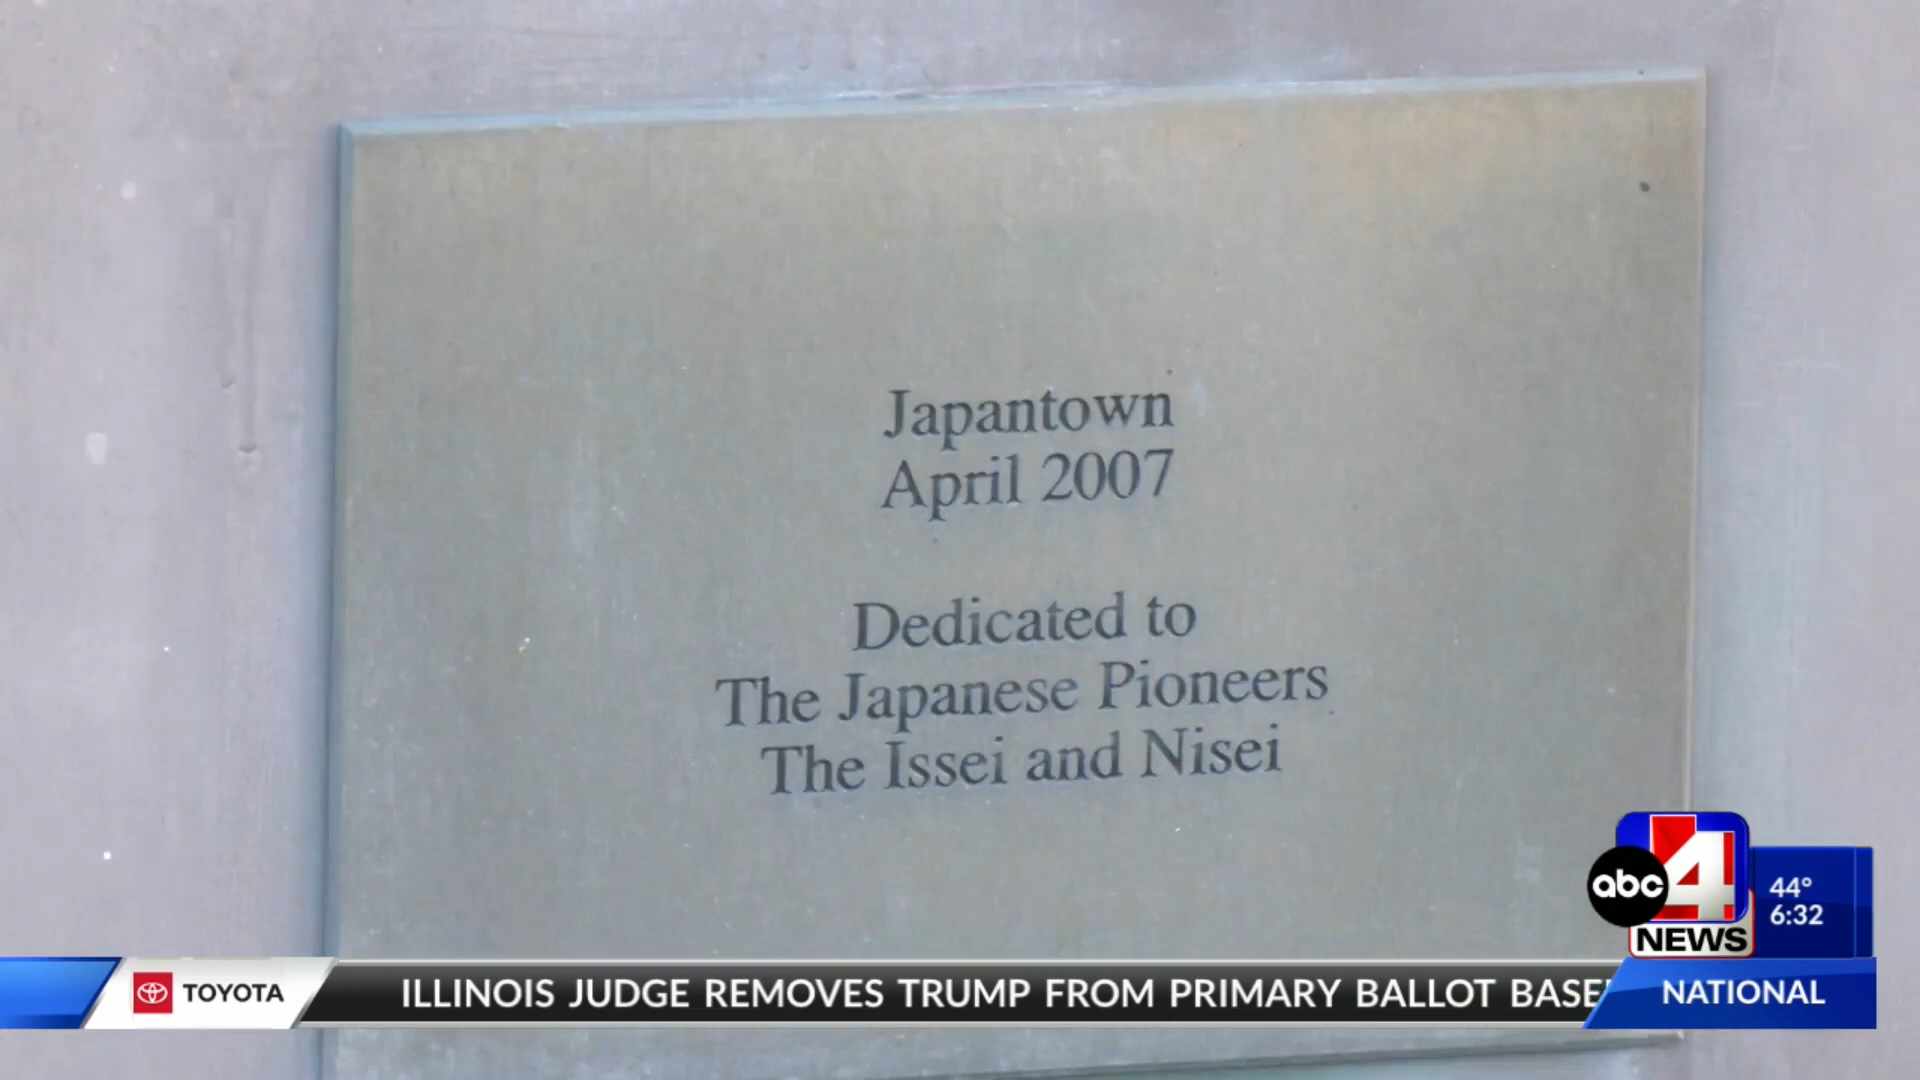 Japantown
April 2007
Dedicated to
The Japanese Pioneers
The Issei and Nisei
abc
4
NEWS
44°
6:32
TOYOTA
ILLINOIS JUDGE REMOVES TRUMP FROM PRIMARY BALLOT BASE
NATIONAL